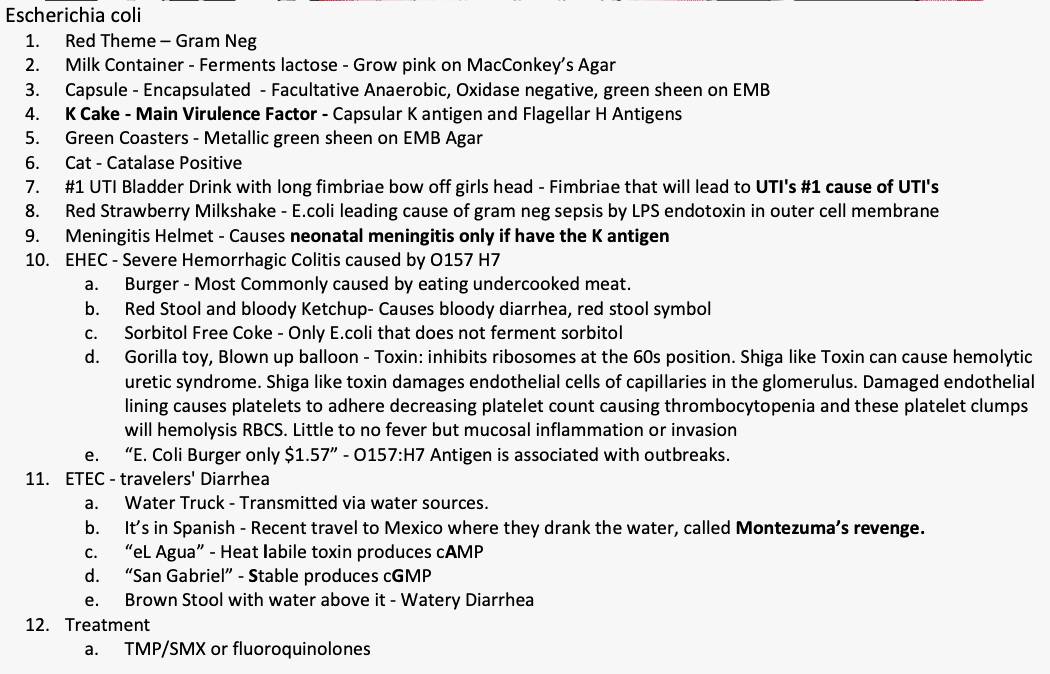 Escherichia coli
1. Red Theme – Gram Neg
2. Milk Container - Ferments lactose - Grow pink on MacConkey’s Agar
3. Capsule - Encapsulated - Facultative Anaerobic, Oxidase negative, green sheen on EMB
4. K Cake - Main Virulence Factor - Capsular K antigen and Flagellar H Antigens
5. Green Coasters - Metallic green sheen on EMB Agar
6. Cat - Catalase Positive
7. #1 UTI Bladder Drink with long fimbriae bow off girls head - Fimbriae that will lead to UTI's #1 cause of UTI's
8. Red Strawberry Milkshake - E.coli leading cause of gram neg sepsis by LPS endotoxin in outer cell membrane
9. Meningitis Helmet - Causes neonatal meningitis only if have the K antigen
10. EHEC - Severe Hemorrhagic Colitis caused by O157 H7
a. Burger - Most Commonly caused by eating undercooked meat.
b. Red Stool and bloody Ketchup- Causes bloody diarrhea, red stool symbol
c. Sorbitol Free Coke - Only E.coli that does not ferment sorbitol
d. Gorilla toy, Blown up balloon - Toxin: inhibits ribosomes at the 60s position. Shiga like Toxin can cause hemolytic
uretic syndrome. Shiga like toxin damages endothelial cells of capillaries in the glomerulus. Damaged endothelial
lining causes platelets to adhere decreasing platelet count causing thrombocytopenia and these platelet clumps
will hemolysis RBCS. Little to no fever but mucosal inflammation or invasion
e. “E. Coli Burger only $1.57” - O157:H7 Antigen is associated with outbreaks.
11. ETEC - travelers' Diarrhea
a. Water Truck - Transmitted via water sources.
b. It’s in Spanish - Recent travel to Mexico where they drank the water, called Montezuma’s revenge.
c. “eL Agua” - Heat labile toxin produces cAMP
d. “San Gabriel” - Stable produces cGMP
e. Brown Stool with water above it - Watery Diarrhea
12. Treatment
a. TMP/SMX or fluoroquinolones